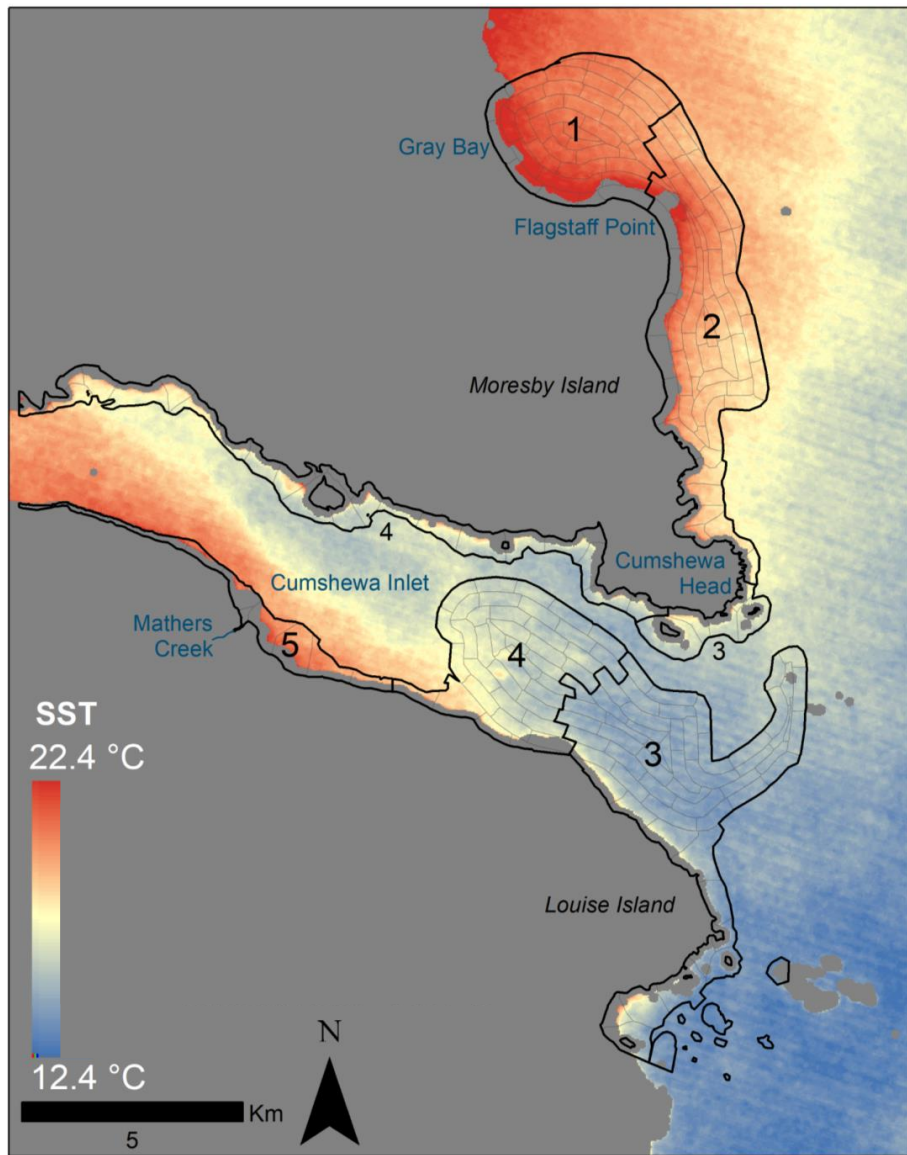 1
Gray Bay
Flagstaff Point
2
Moresby Island
4
Cumshewa
Head
Cumshewa Inlet
Mathers
Creek
5
4
3
3
SST
22.4 °C
12.4 °C
Louise Island
N
Km
5